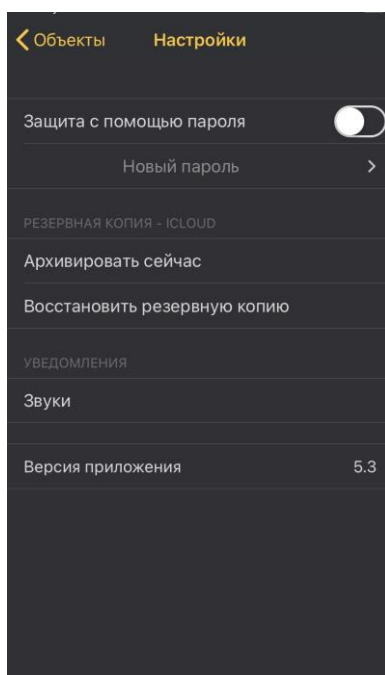 Объекты Настройки
Защита с помощью пароля
Новый пароль
РЕЗЕРВНАЯ КОПИЯ - ICLOUD
Архивировать сейчас
Восстановить резервную копию
УВЕДОМЛЕНИЯ
Звуки
Версия приложения 5.3